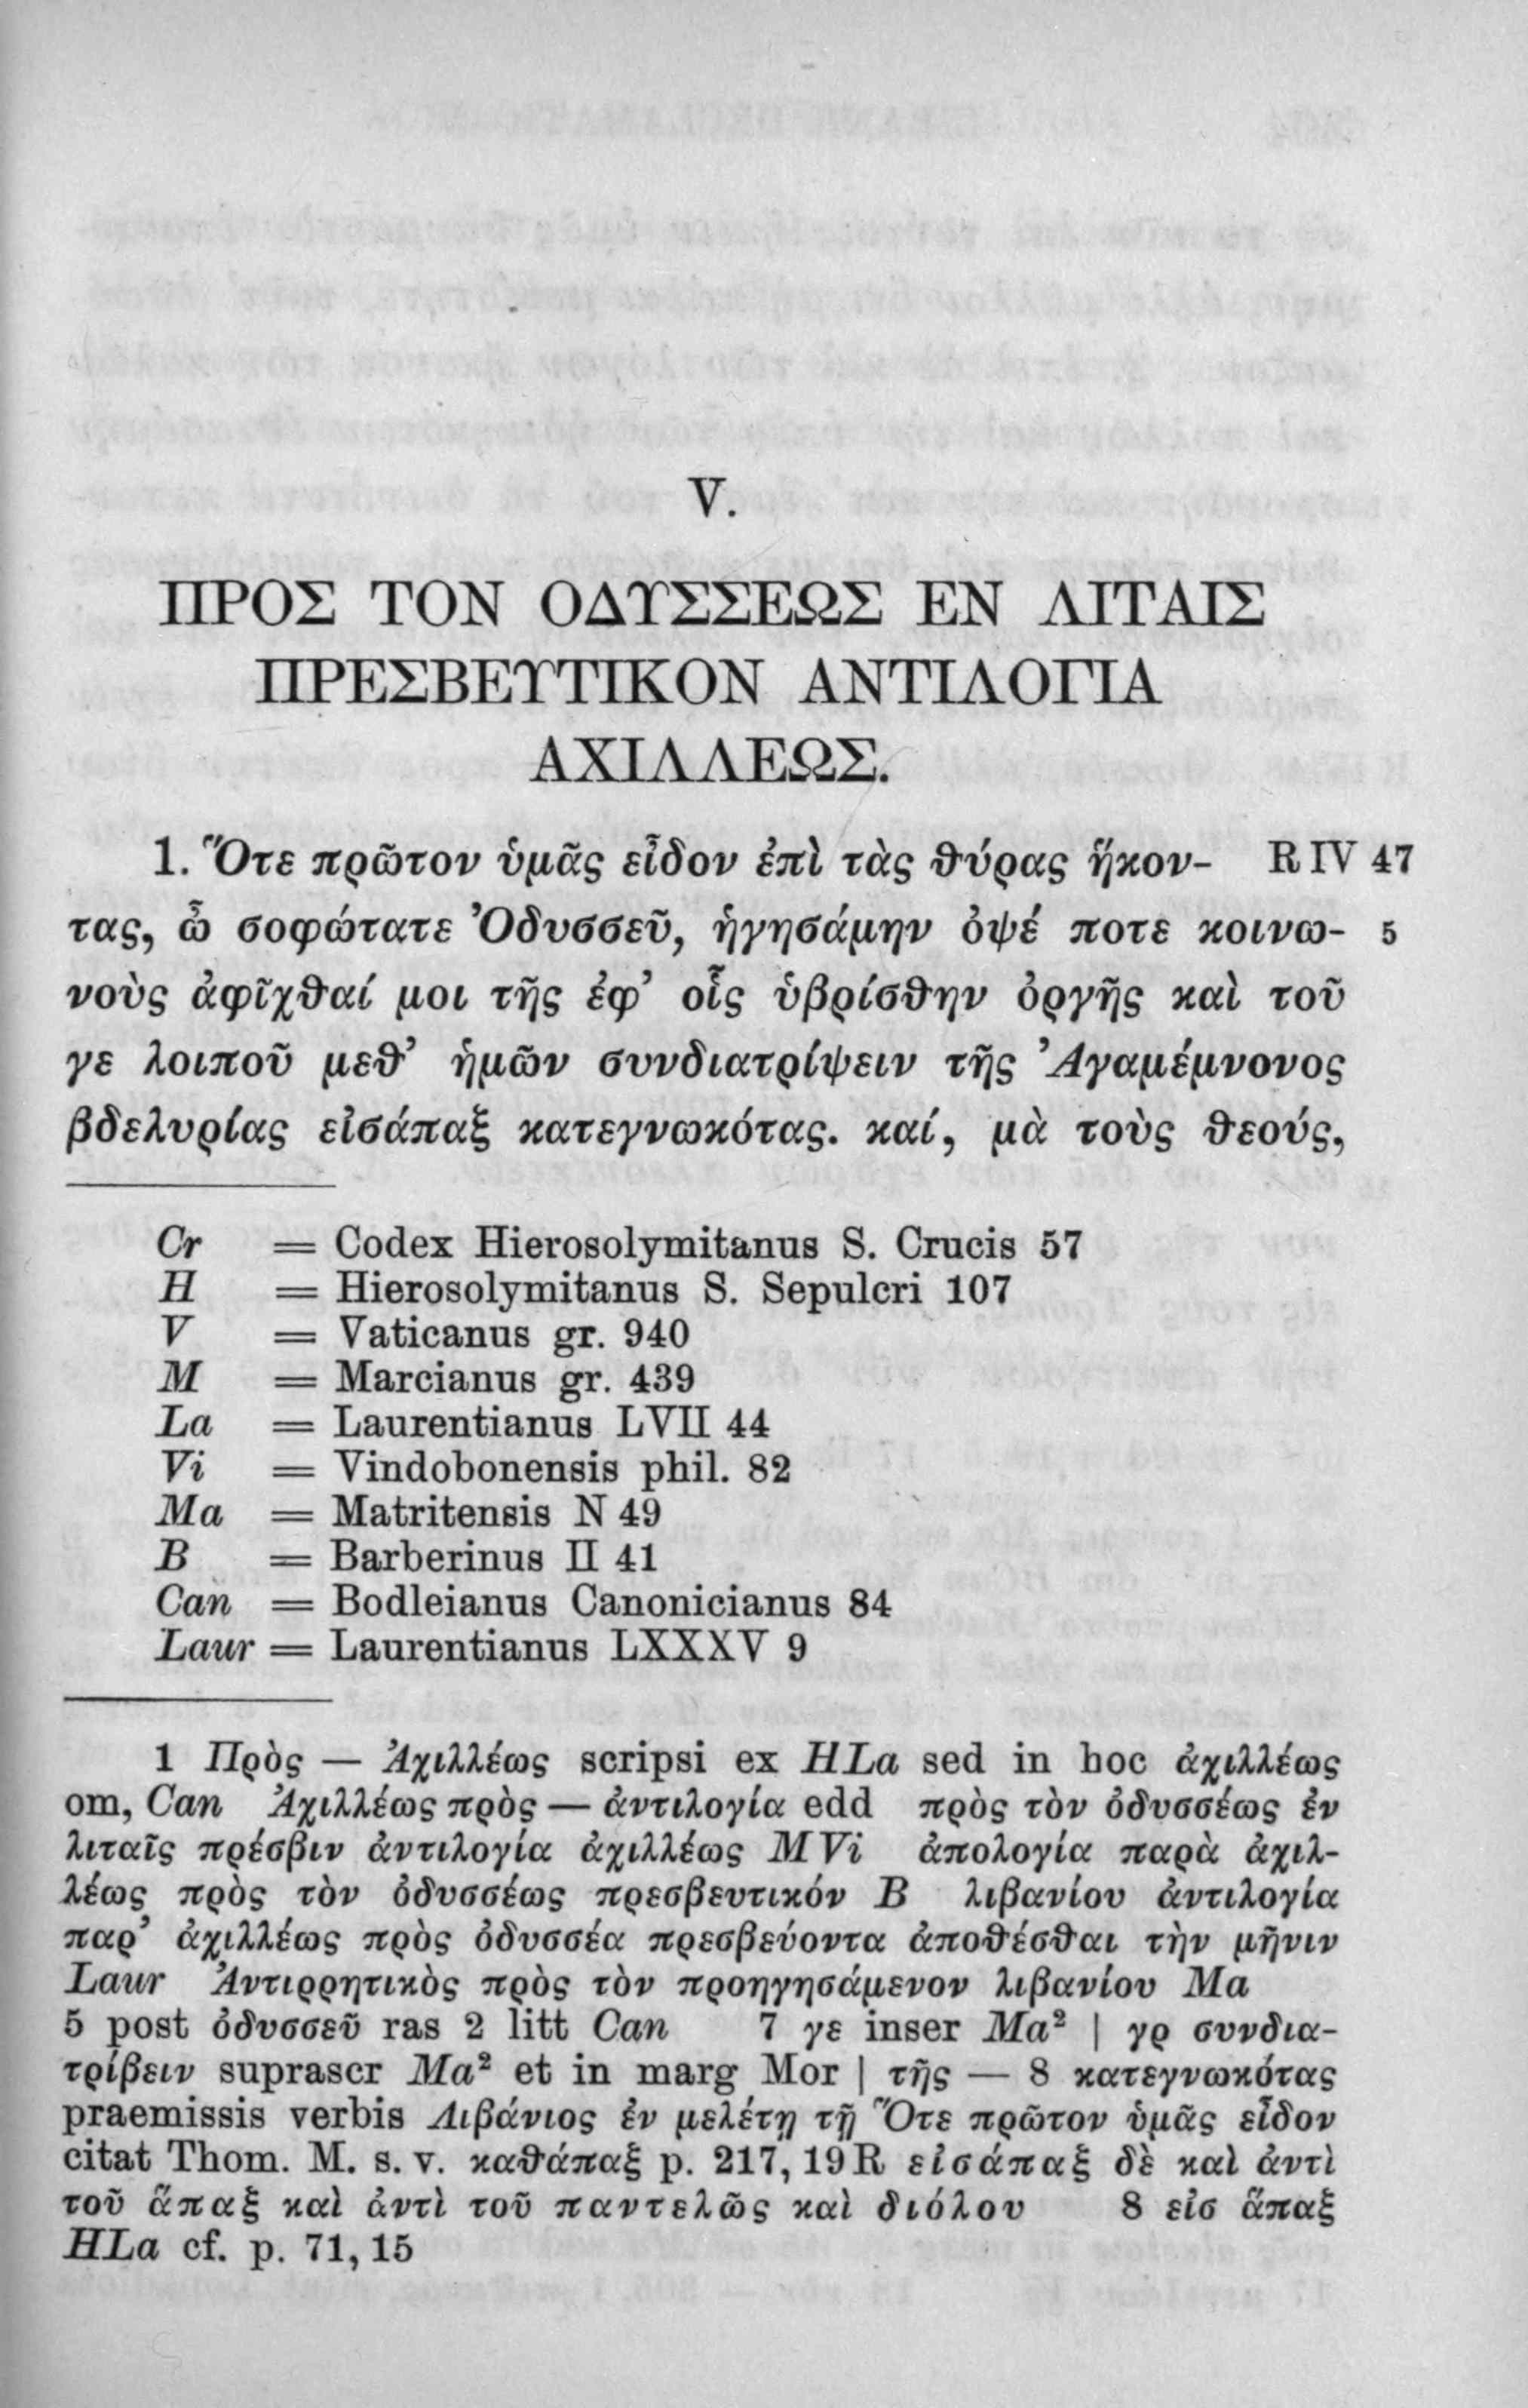 V.
ΠΡΟΣ ΤΟΝ ΟΔΥΣΣΕΩΣ ΕΝ ΛΙΤΑΙΣ
ΠΡΕΣΒΕΥΤΙΚΟΝ ΑΝΤΙΛΟΓΙΑ
ΑΧΙΛΛΕΩΣ.
1. Ὅτε πρῶτον ὑμᾶς εἶδον ἐπὶ τὰς θύρας ἥκον- R IV 47
τας, ὦ σοφώτατε Ὀδυσσεῦ, ἡγησάμην ὀψέ ποτε κοινω- 5
νοὺς ἀφῖχθαί μοι τῆς ἐφ’ οἷς ὑβρίσθην ὀργῆς καὶ τοῦ
γε λοιποῦ μεθ’ ἡμῶν συνδιατρίψειν τῆς Ἀγαμέμνονος
βδελυρίας εἰσάπαξ κατεγνωκότας. καί, μὰ τοὺς θεούς,
Cr = Codex Hierosolymitanus S. Crucis 57
H = Hierosolymitanus S. Sepulcri 107
V = Vaticanus gr. 940
M = Marcianus gr. 439
La = Laurentianus LVII 44
Vi = Vindobonensis phil. 82
Ma = Matritensis N 49
B = Barberinus II 41
Can = Bodleianus Canonicianus 84
Laur = Laurentianus LXXXV 9
1 Πρὸς — Ἀχιλλέως scripsi ex HLa sed in hoc ἀχιλλέως
om, Can Ἀχιλλέως πρὸς — ἀντιλογία edd πρὸς τὸν ὀδυσσέως ἐν
λιταῖς πρέσβιν ἀντιλογία ἀχιλλέως M Vi ἀπολογία παρὰ ἀχιλ-
λέως πρὸς τὸν ὀδυσσέως πρεσβευτικόν B λιβανίου ἀντιλογία
παρ’ ἀχιλλέως πρὸς ὀδυσσέα πρεσβεύοντα ἀποθέσθαι τὴν μῆνιν
Laur Ἀντιρρητικὸς πρὸς τὸν προηγησάμενον λιβανίου Ma
5 post ὀδυσσεῦ ras 2 litt Can 7 γε inser Ma² | γρ συνδια-
τρίβειν suprascr Ma² et in marg Mor | τῆς — 8 κατεγνωκότας
praemissis verbis Λιβάνιος ἐν μελέτῃ τῇ Ὅτε πρῶτον ὑμᾶς εἶδον
citat Thom. M. s. v. καθάπαξ p. 217, 19 R εἰσάπαξ δὲ καὶ ἀντὶ
τοῦ ἅπαξ καὶ ἀντὶ τοῦ παντελῶς καὶ διόλου 8 εἰσ ἅπαξ
HLa cf. p. 71, 15